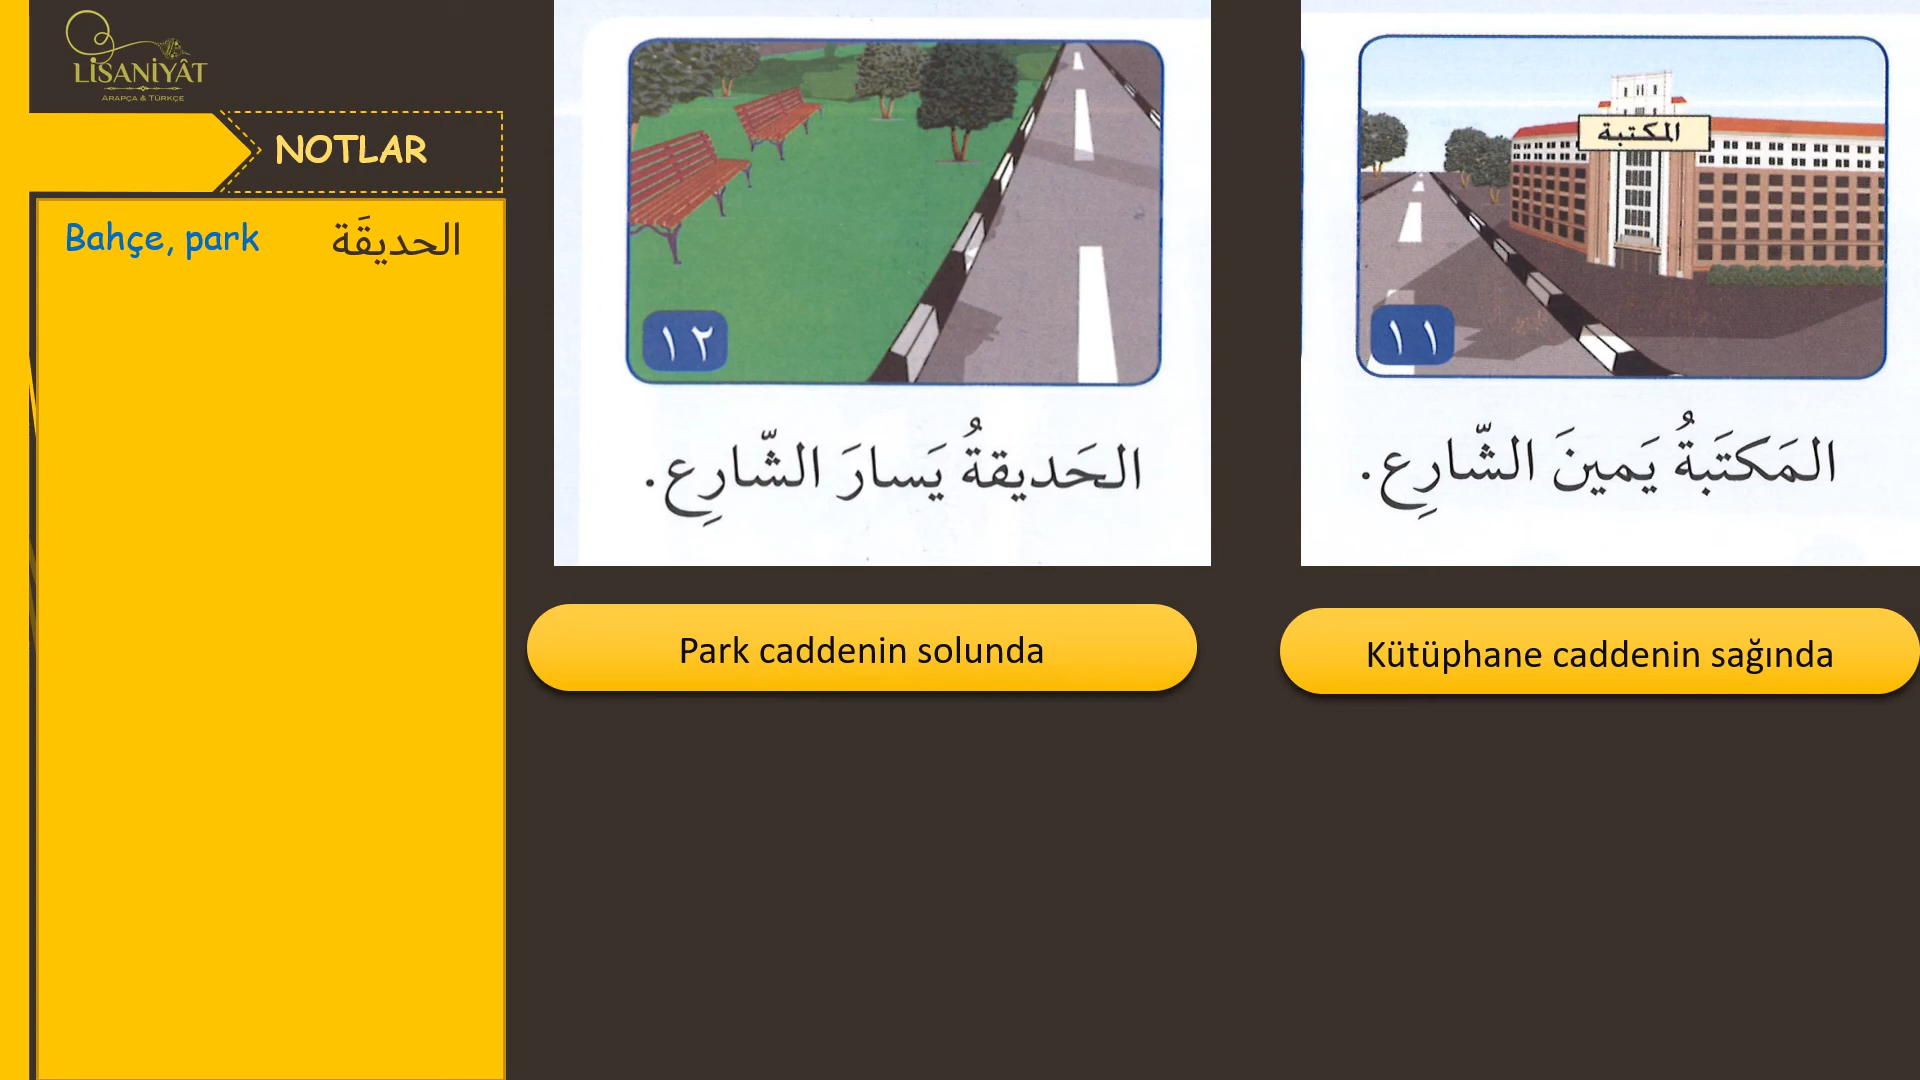 LİSANİYÂT
ARAPÇA & TÜRKÇE
NOTLAR
Bahçe, park الحديقَة
١٢
الحَديقةُ يَسارَ الشّارِع.
Park caddenin solunda
المكتبة
١١
المَكتَبةُ يَمينَ الشّارِع.
Kütüphane caddenin sağında